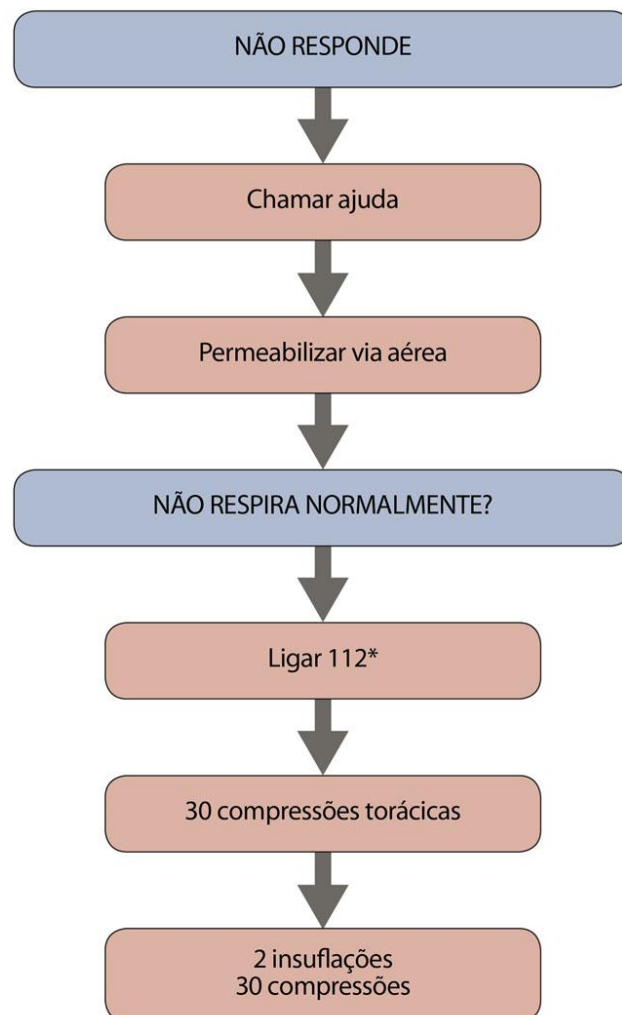 NÃO RESPONDE
Chamar ajuda
Permeabilizar via aérea
NÃO RESPIRA NORMALMENTE?
Ligar 112*
30 compressões torácicas
2 insuflações
30 compressões